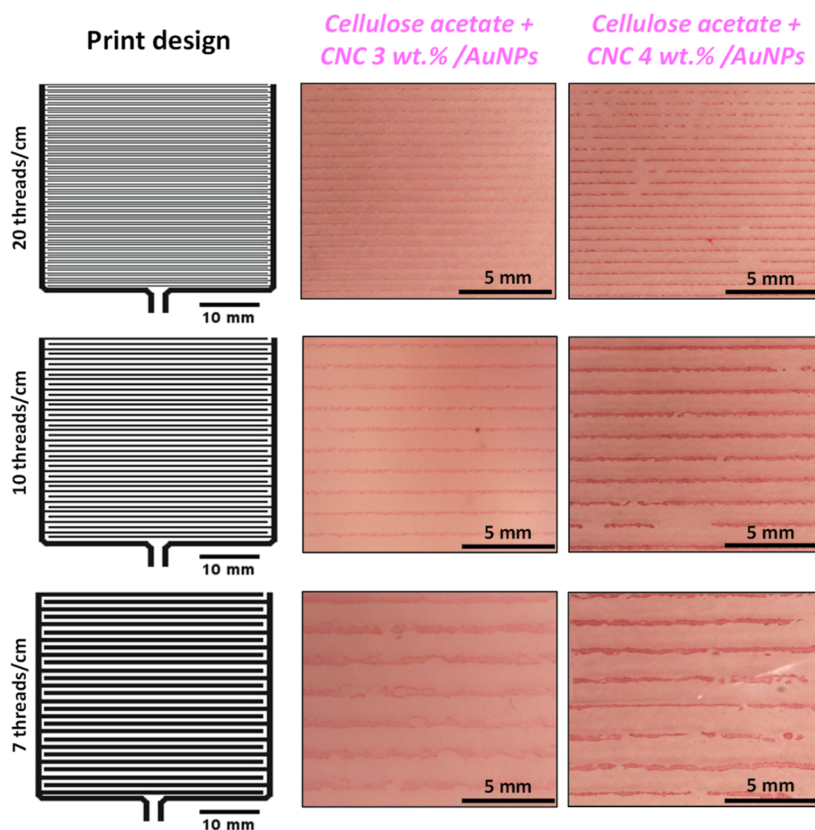 Print design
Cellulose acetate +
CNC 3 wt.% /AuNPs
Cellulose acetate +
CNC 4 wt.% /AuNPs
20 threads/cm
10 mm
5 mm
5 mm
10 threads/cm
10 mm
5 mm
5 mm
7 threads/cm
10 mm
5 mm
5 mm